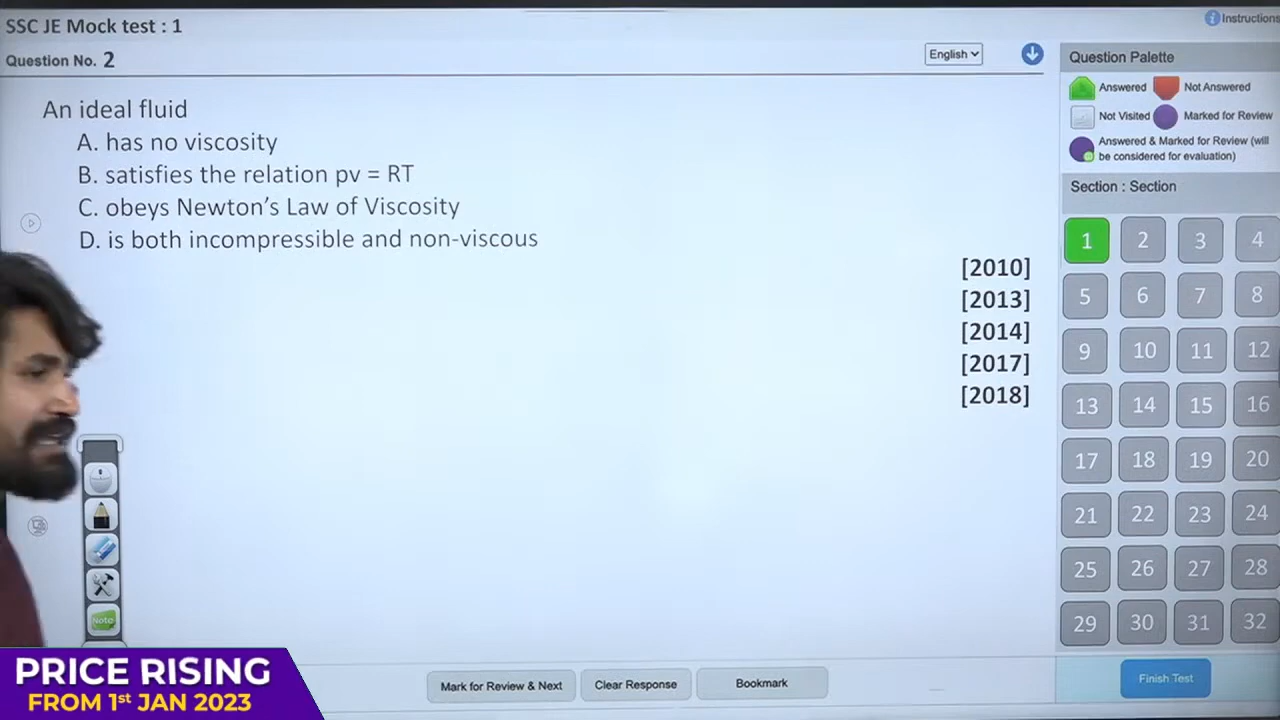 SSC JE Mock test : 1
Instructions
Question No. 2
English
Question Palette
Answered
Not Answered
Not Visited
Marked for Review
Answered & Marked for Review (will
be considered for evaluation)
Section : Section
An ideal fluid
A. has no viscosity
B. satisfies the relation pv = RT
C. obeys Newton's Law of Viscosity
D. is both incompressible and non-viscous
[2010]
[2013]
[2014]
[2017]
[2018]
1 2 3 4
5 6 7 8
9 10 11 12
13 14 15 16
17 18 19 20
21 22 23 24
25 26 27 28
29 30 31 32
Note
PRICE RISING
FROM 1st JAN 2023
Mark for Review & Next
Clear Response
Bookmark
Finish Test